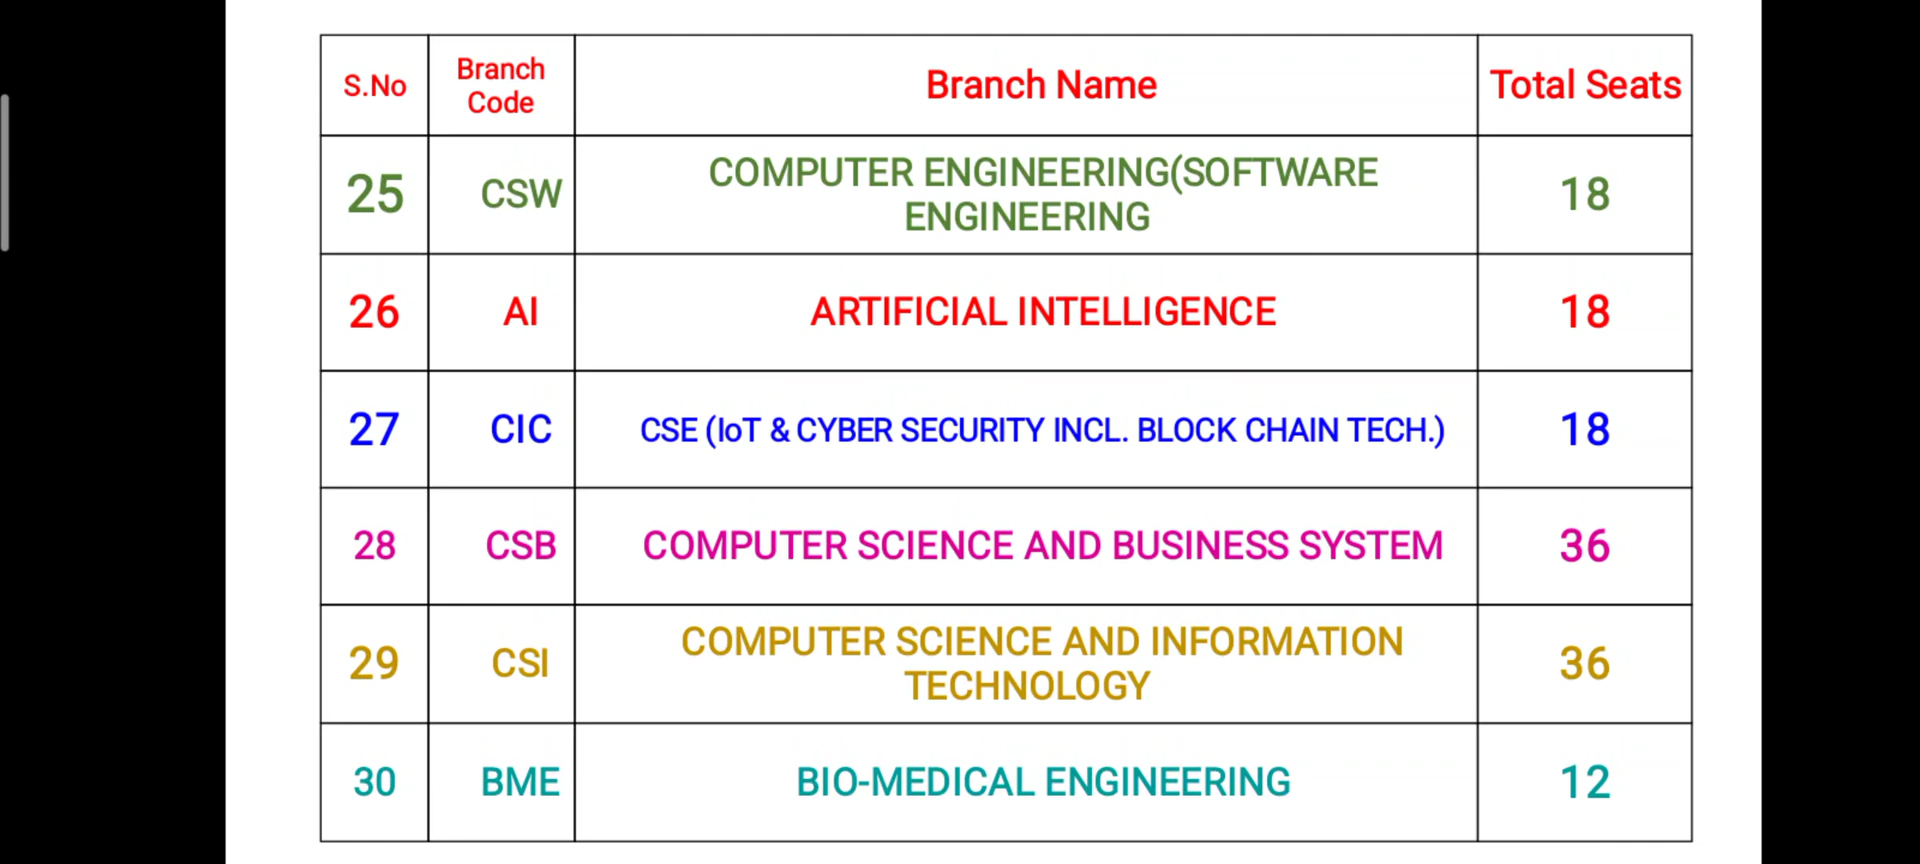 S.No Branch Code Branch Name Total Seats
25 CSW COMPUTER ENGINEERING(SOFTWARE ENGINEERING 18
26 AI ARTIFICIAL INTELLIGENCE 18
27 CIC CSE (IoT & CYBER SECURITY INCL. BLOCK CHAIN TECH.) 18
28 CSB COMPUTER SCIENCE AND BUSINESS SYSTEM 36
29 CSI COMPUTER SCIENCE AND INFORMATION TECHNOLOGY 36
30 BME BIO-MEDICAL ENGINEERING 12